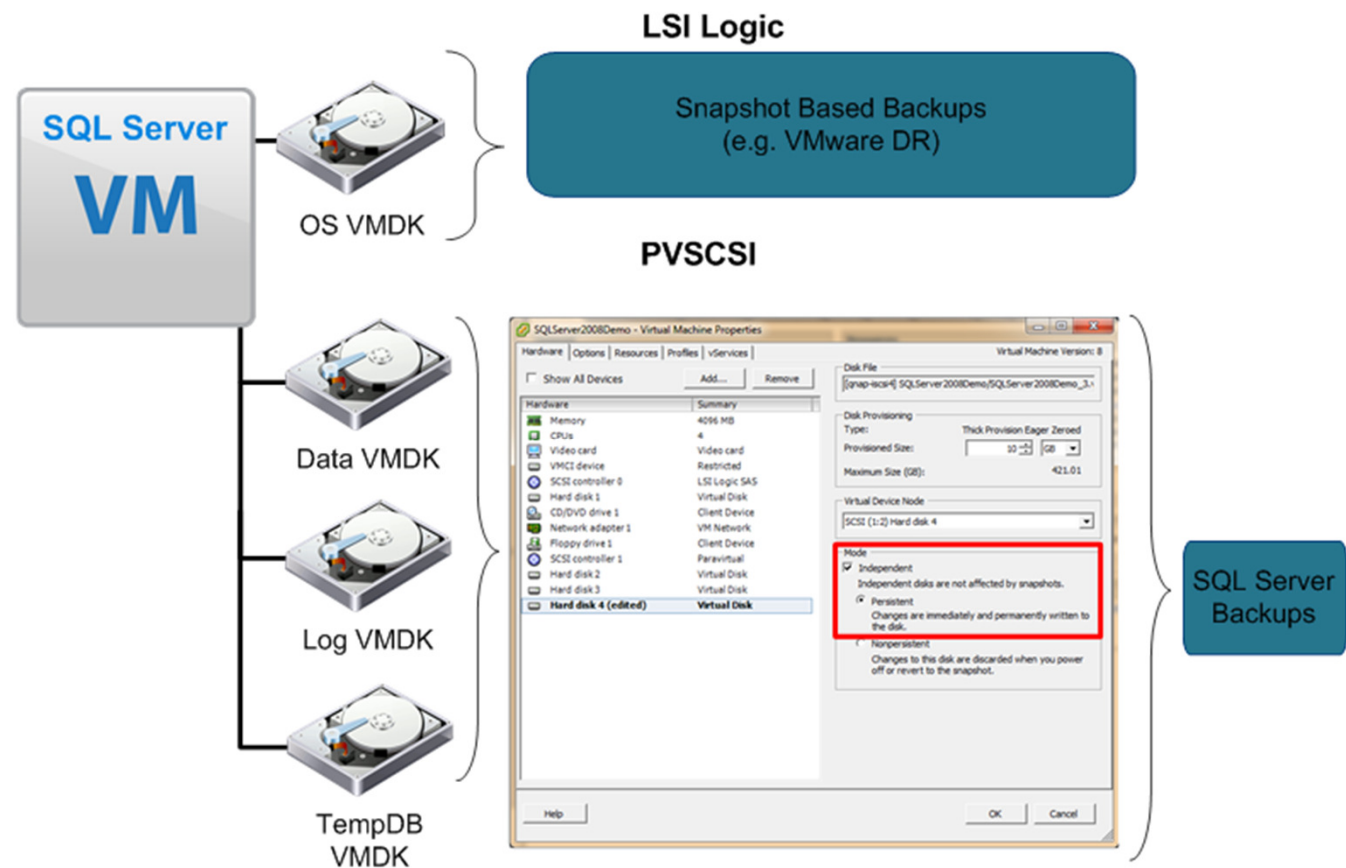 LSI Logic
SQL Server
VM
Snapshot Based Backups
(e.g. VMware DR)
OS VMDK
PVSCSI
Data VMDK
Log VMDK
TempDB
VMDK
SQLServer2008Demo - Virtual Machine Properties
Hardware Options Resources Profiles vServices
Virtual Machine Version: 8
Show All Devices Add... Remove
Hardware Summary
Memory 4096 MB
CPUs 4
Video card Video card
VMCI device Restricted
SCSI controller 0 LSI Logic SAS
Hard disk 1 Virtual Disk
CD/DVD drive 1 Client Device
Network adapter 1 VM Network
Floppy drive 1 Client Device
SCSI controller 1 Paravirtual
Hard disk 2 Virtual Disk
Hard disk 3 Virtual Disk
Hard disk 4 (edited) Virtual Disk
Disk File
[qnap-iscsi4] SQLServer2008Demo/SQLServer2008Demo_3.v
Disk Provisioning
Type: Thick Provision Eager Zeroed
Provisioned Size: 10 GB
Maximum Size (GB): 421.01
Virtual Device Node
SCSI (1:2) Hard disk 4
Mode
Independent
Independent disks are not affected by snapshots.
Persistent
Changes are immediately and permanently written to
the disk.
Nonpersistent
Changes to this disk are discarded when you power
off or revert to the snapshot.
Help OK Cancel
SQL Server
Backups